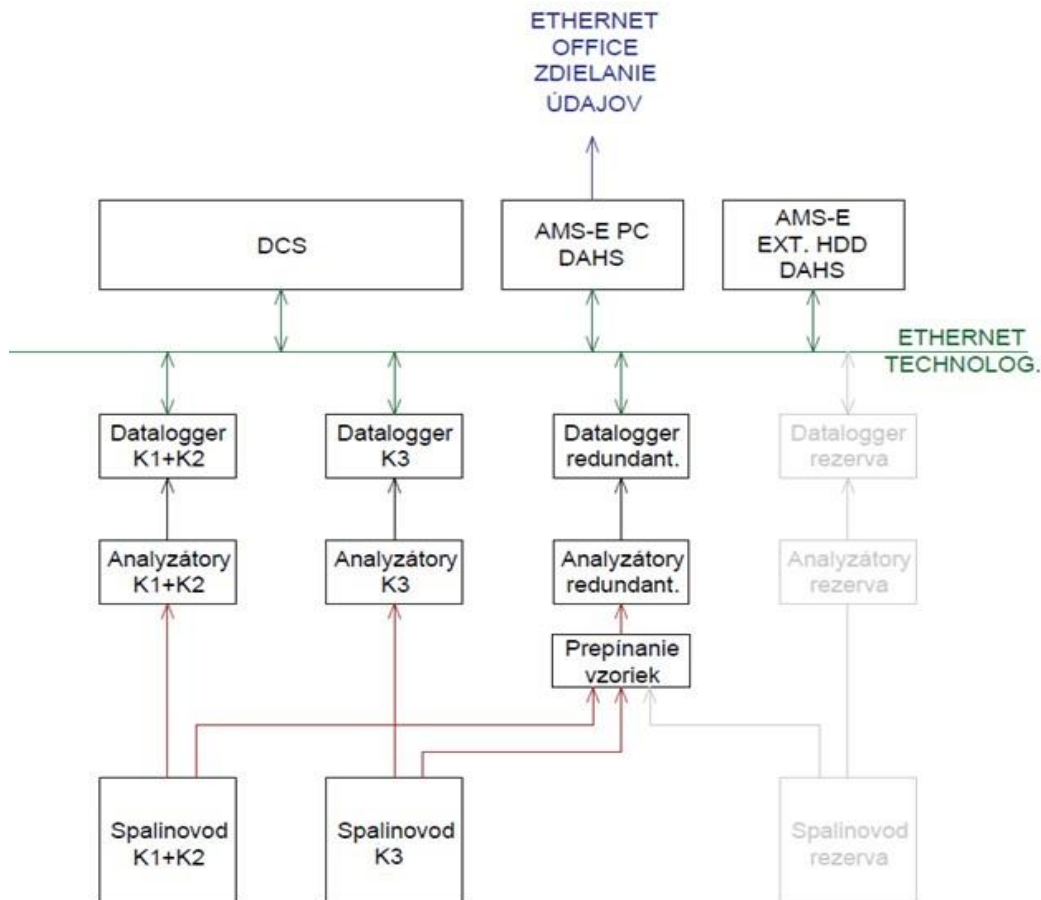 ETHERNET
OFFICE
ZDIELANIE
ÚDAJOV
DCS
AMS-E PC
DAHS
AMS-E
EXT. HDD
DAHS
ETHERNET
TECHNOLOG.
Datalogger
K1+K2
Datalogger
K3
Datalogger
redundant.
Datalogger
rezerva
Analyzátory
K1+K2
Analyzátory
K3
Analyzátory
redundant.
Analyzátory
rezerva
Prepínanie
vzoriek
Spalinovod
K1+K2
Spalinovod
K3
Spalinovod
rezerva